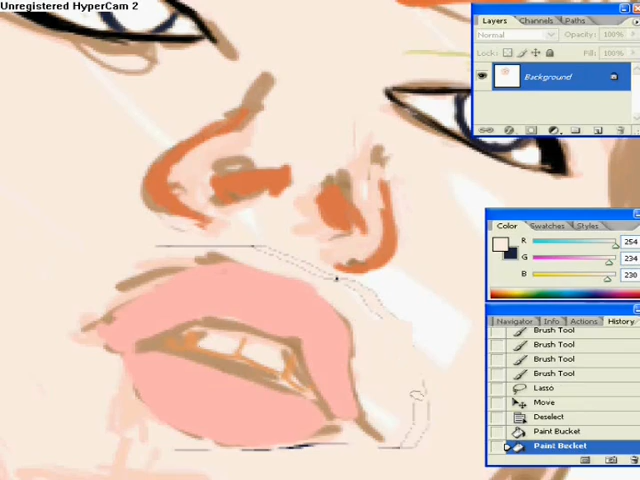 Unregistered HyperCam 2
Layers Channels Paths
Normal Opacity: 100%
Lock: Fill: 100%
Background
Color Swatches Styles
R 254
G 234
B 230
Navigator Info Actions History
Brush Tool
Brush Tool
Brush Tool
Brush Tool
Lasso
Move
Deselect
Paint Bucket
Paint Bucket